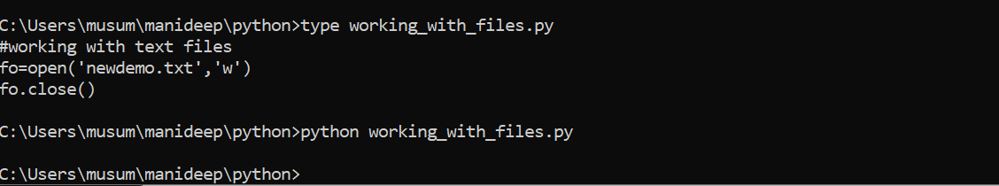 C:\Users\musum\manideep\python>type working_with_files.py
#working with text files
fo=open('newdemo.txt','w')
fo.close()
C:\Users\musum\manideep\python>python working_with_files.py
C:\Users\musum\manideep\python>